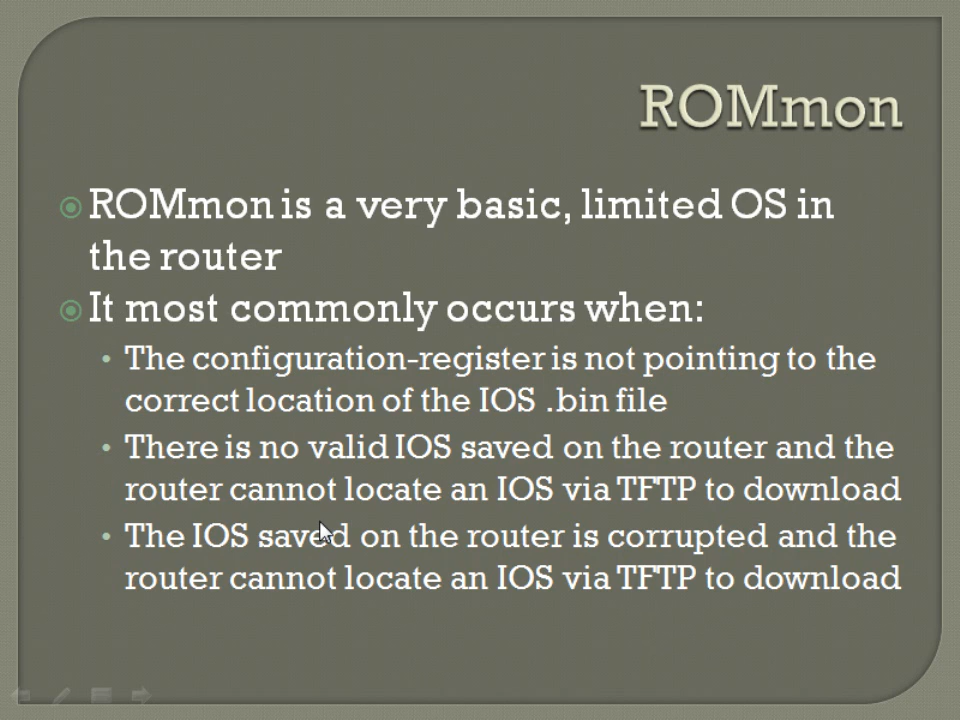 ROMmon
ROMmon is a very basic, limited OS in
the router
It most commonly occurs when:
The configuration-register is not pointing to the
correct location of the IOS .bin file
There is no valid IOS saved on the router and the
router cannot locate an IOS via TFTP to download
The IOS saved on the router is corrupted and the
router cannot locate an IOS via TFTP to download